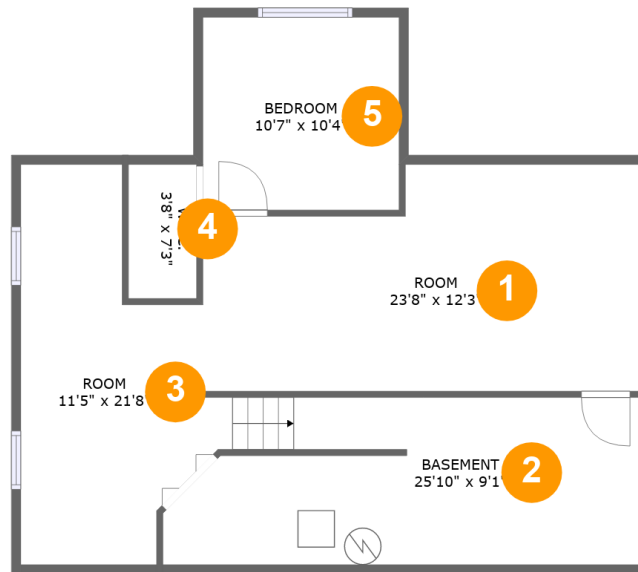 BEDROOM
10'7" x 10'4
5
3'8" x 7'3"
4
ROOM
23'8" x 12'3
1
ROOM
11'5" x 21'8
3
BASEMENT
25'10" x 9'1
2